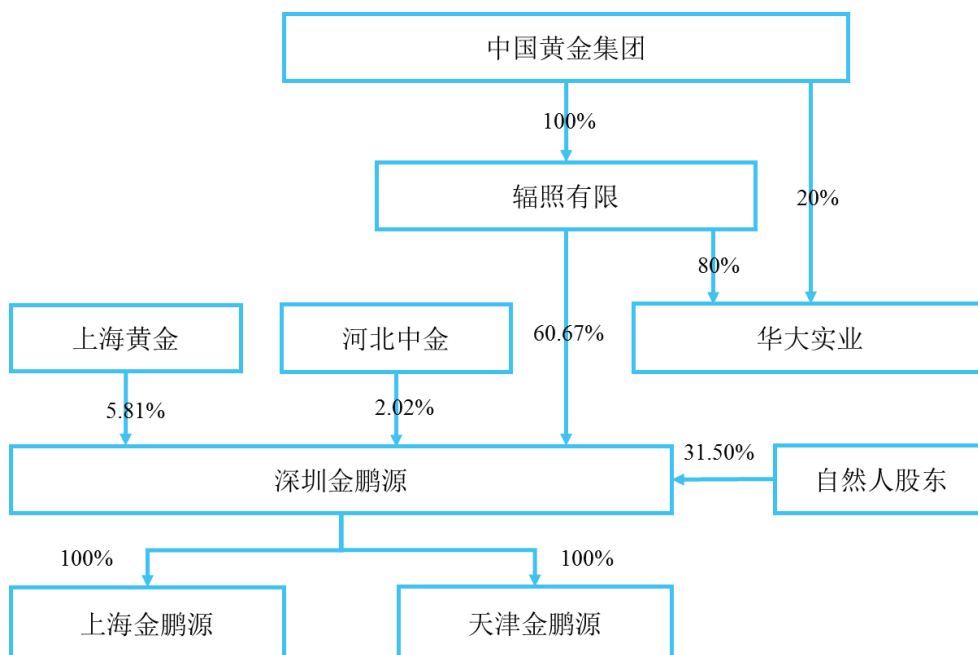 中国黄金集团
100%
辐照有限
20%
80%
上海黄金
河北中金
60.67%
华大实业
5.81%
2.02%
深圳金鹏源
31.50%
自然人股东
100%
100%
上海金鹏源
天津金鹏源